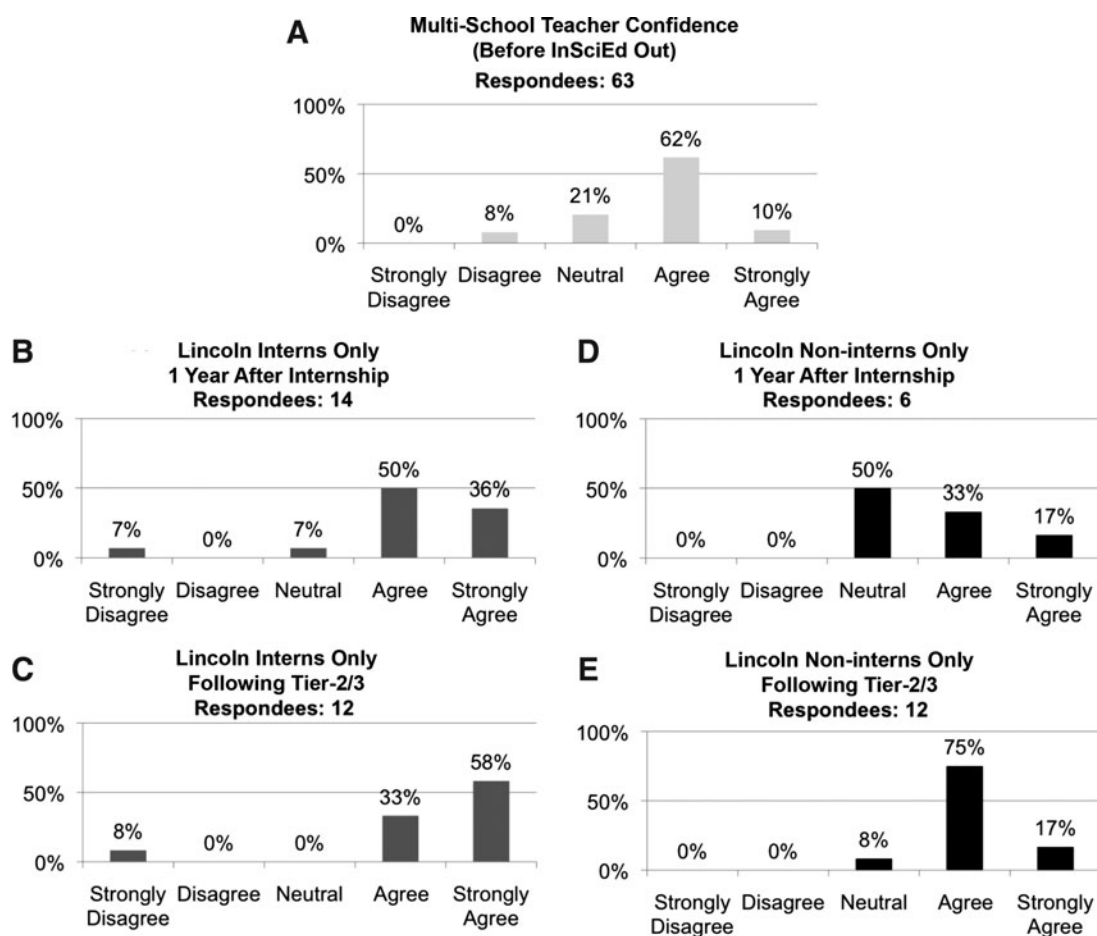 A
Multi-School Teacher Confidence
(Before InSciEd Out)
Respondees: 63
100%
50%
0%
0%
8%
21%
62%
10%
Strongly Disagree
Disagree
Neutral
Agree
Strongly Agree
B
Lincoln Interns Only
1 Year After Internship
Respondees: 14
100%
50%
0%
7%
0%
7%
50%
36%
Strongly Disagree
Disagree
Neutral
Agree
Strongly Agree
D
Lincoln Non-interns Only
1 Year After Internship
Respondees: 6
100%
50%
0%
0%
0%
50%
33%
17%
Strongly Disagree
Disagree
Neutral
Agree
Strongly Agree
C
Lincoln Interns Only
Following Tier-2/3
Respondees: 12
100%
50%
0%
8%
0%
0%
33%
58%
Strongly Disagree
Disagree
Neutral
Agree
Strongly Agree
E
Lincoln Non-interns Only
Following Tier-2/3
Respondees: 12
100%
50%
0%
0%
0%
8%
75%
17%
Strongly Disagree
Disagree
Neutral
Agree
Strongly Agree